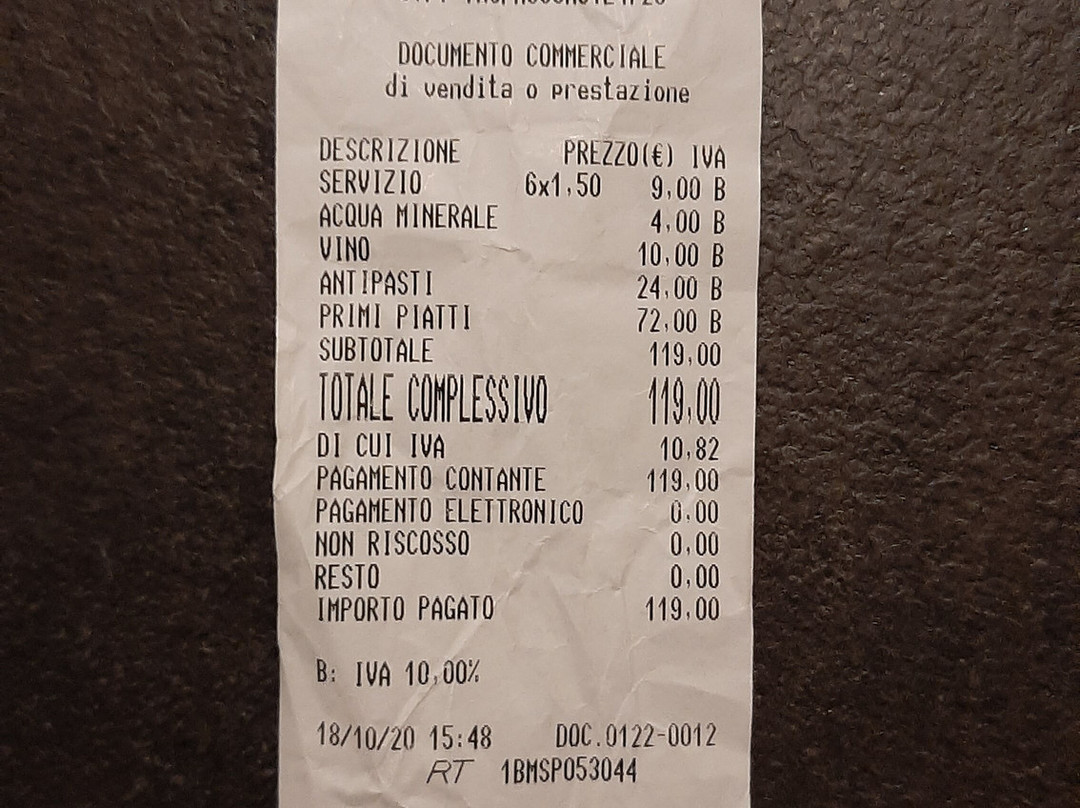 DOCUMENTO COMMERCIALE
di vendita o prestazione
DESCRIZIONE PREZZO(€) IVA
SERVIZIO 6x1,50 9,00 B
ACQUA MINERALE 4,00 B
VINO 10,00 B
ANTIPASTI 24,00 B
PRIMI PIATTI 72,00 B
SUBTOTALE 119,00
TOTALE COMPLESSIVO 119,00
DI CUI IVA 10,82
PAGAMENTO CONTANTE 119,00
PAGAMENTO ELETTRONICO 0,00
NON RISCOSSO 0,00
RESTO 0,00
IMPORTO PAGATO 119,00
B: IVA 10,00%
18/10/20 15:48 DOC.0122-0012
RT 1BMSP053044